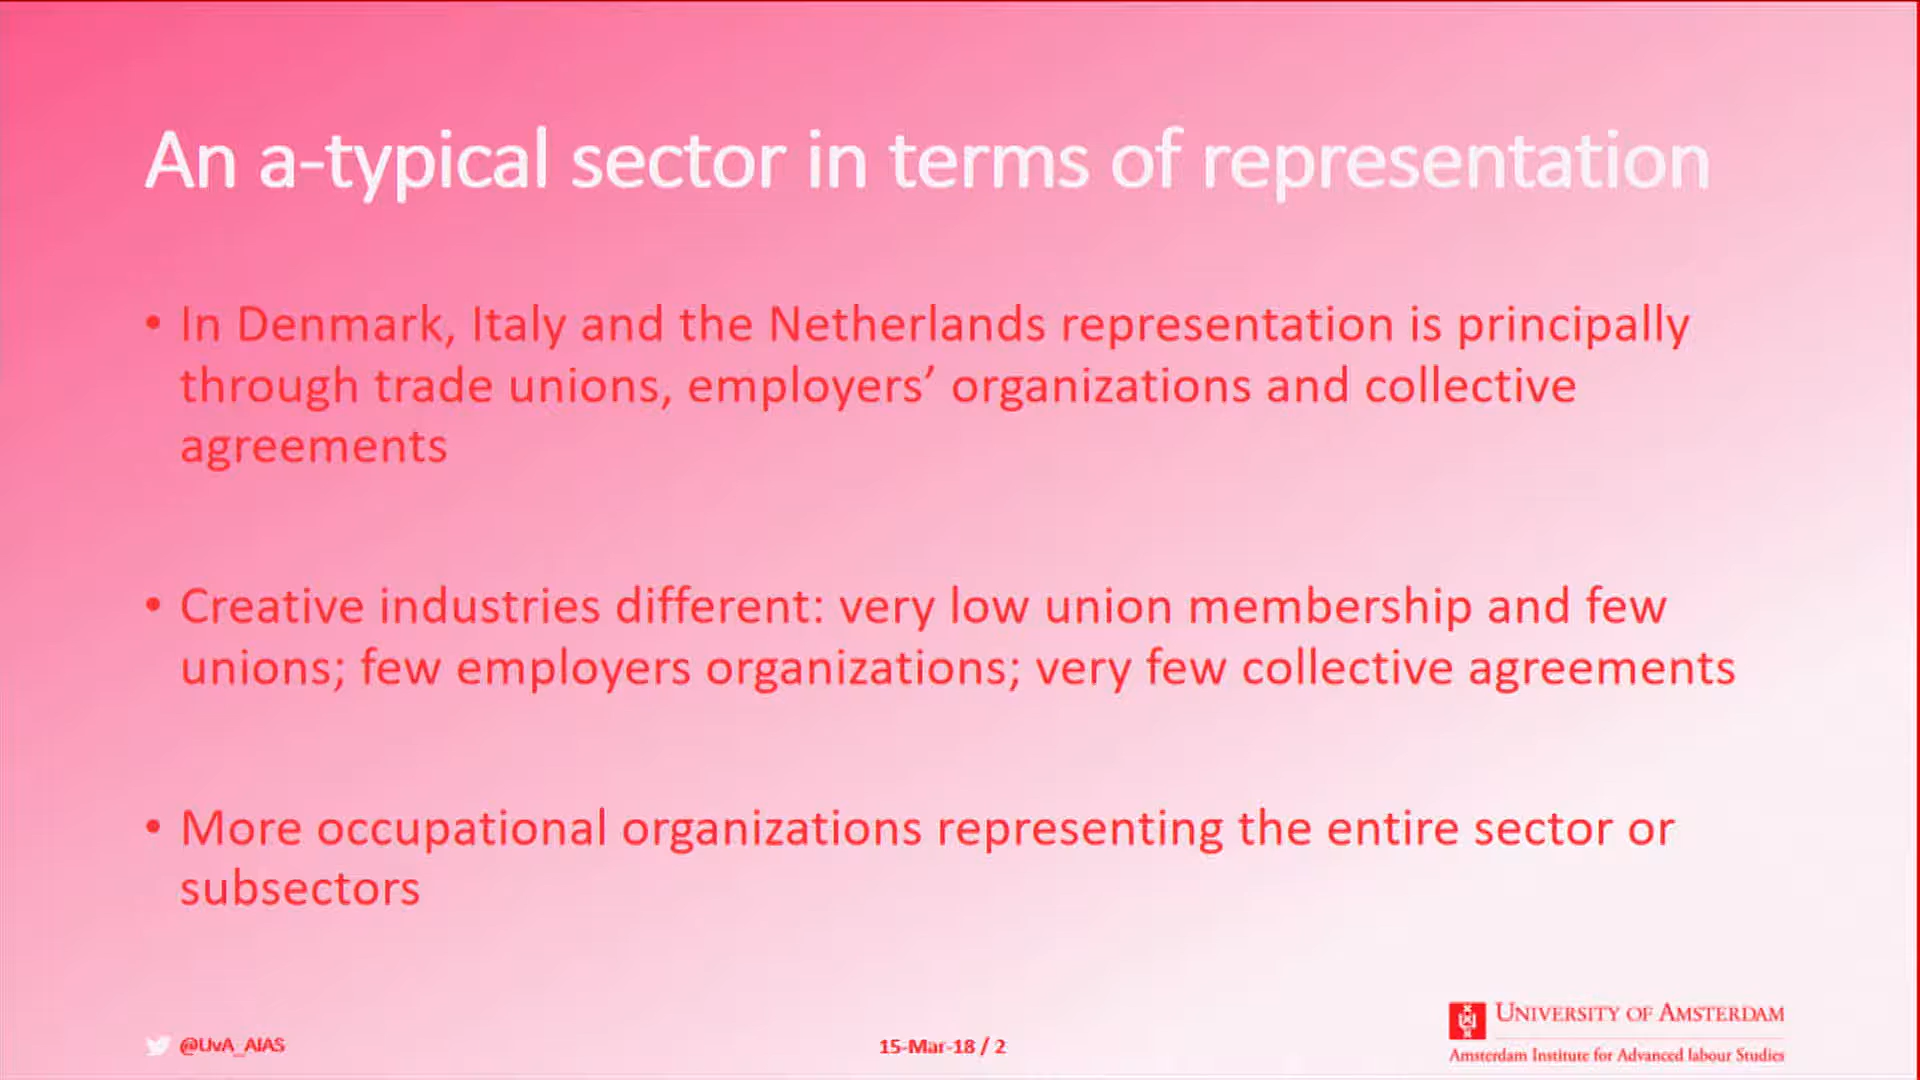 An a-typical sector in terms of representation
• In Denmark, Italy and the Netherlands representation is principally
through trade unions, employers’ organizations and collective
agreements
• Creative industries different: very low union membership and few
unions; few employers organizations; very few collective agreements
• More occupational organizations representing the entire sector or
subsectors
@UvA_AIAS
15-Mar-18 / 2
UNIVERSITY OF AMSTERDAM
Amsterdam Institute for Advanced labour Studies